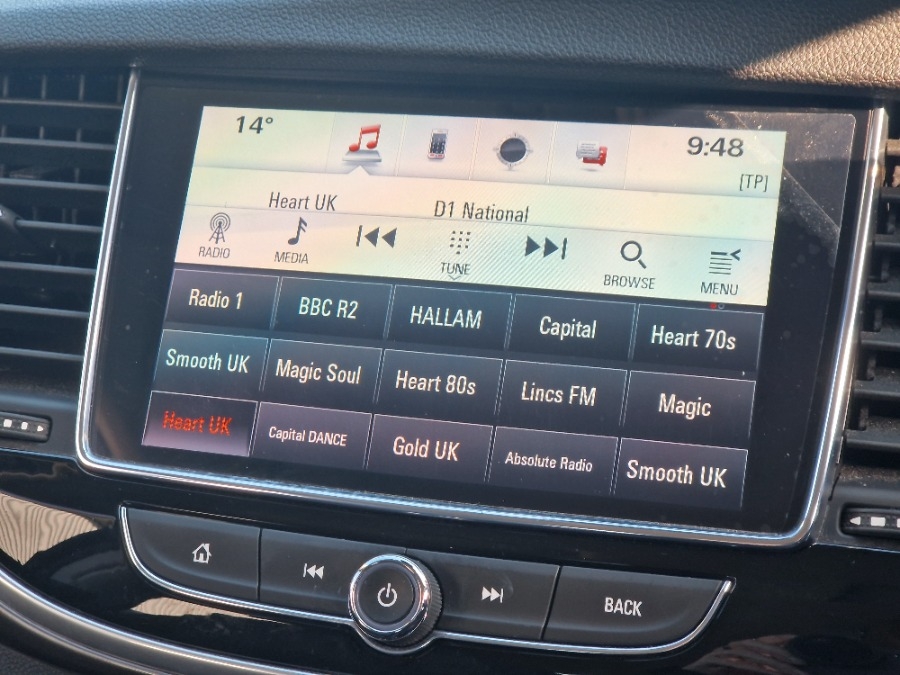 14°
9:48
[TP]
Heart UK
D1 National
RADIO
MEDIA
TUNE
BROWSE
MENU
Radio 1
BBC R2
HALLAM
Capital
Heart 70s
Smooth UK
Magic Soul
Heart 80s
Lincs FM
Magic
Heart UK
Capital DANCE
Gold UK
Absolute Radio
Smooth UK
BACK